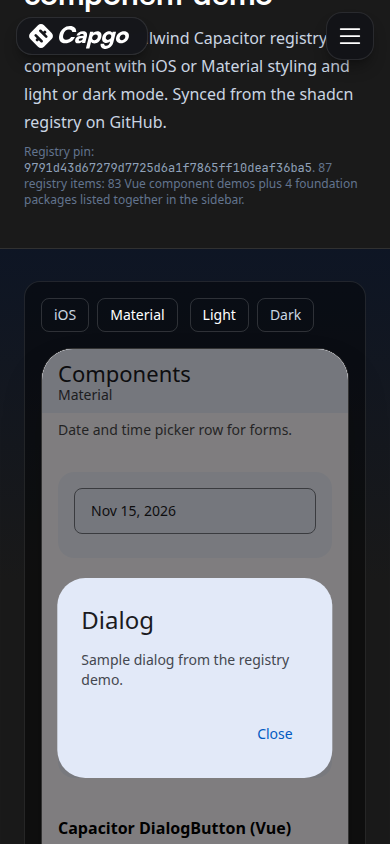 component demo
Capgo
lwind Capacitor registry
component with iOS or Material styling and
light or dark mode. Synced from the shadcn
registry on GitHub.
Registry pin:
9791d43d67279d7725d6a1f7865ff10deaf36ba5. 87
registry items: 83 Vue component demos plus 4 foundation
packages listed together in the sidebar.
iOS Material Light Dark
Components
Material
Date and time picker row for forms.
Nov 15, 2026
Dialog
Sample dialog from the registry
demo.
Close
Capacitor DialogButton (Vue)